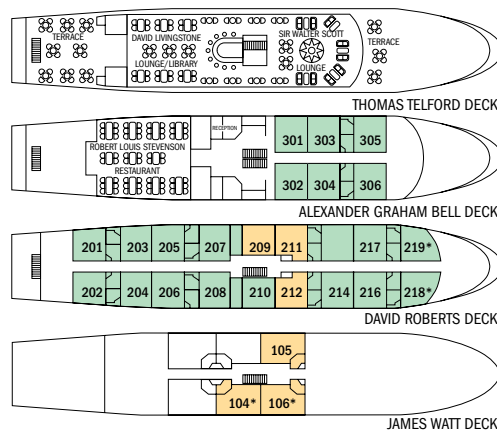 TERRACE
DAVID LIVINGSTONE
LOUNGE/LIBRARY
SIR WALTER SCOTT
LOUNGE
TERRACE
THOMAS TELFORD DECK
ROBERT LOUIS STEVENSON
RESTAURANT
RECEPTION
301 303 305
302 304 306
ALEXANDER GRAHAM BELL DECK
201 203 205 207 209 211 217 219*
202 204 206 208 210 212 214 216 218*
DAVID ROBERTS DECK
105
104* 106*
JAMES WATT DECK